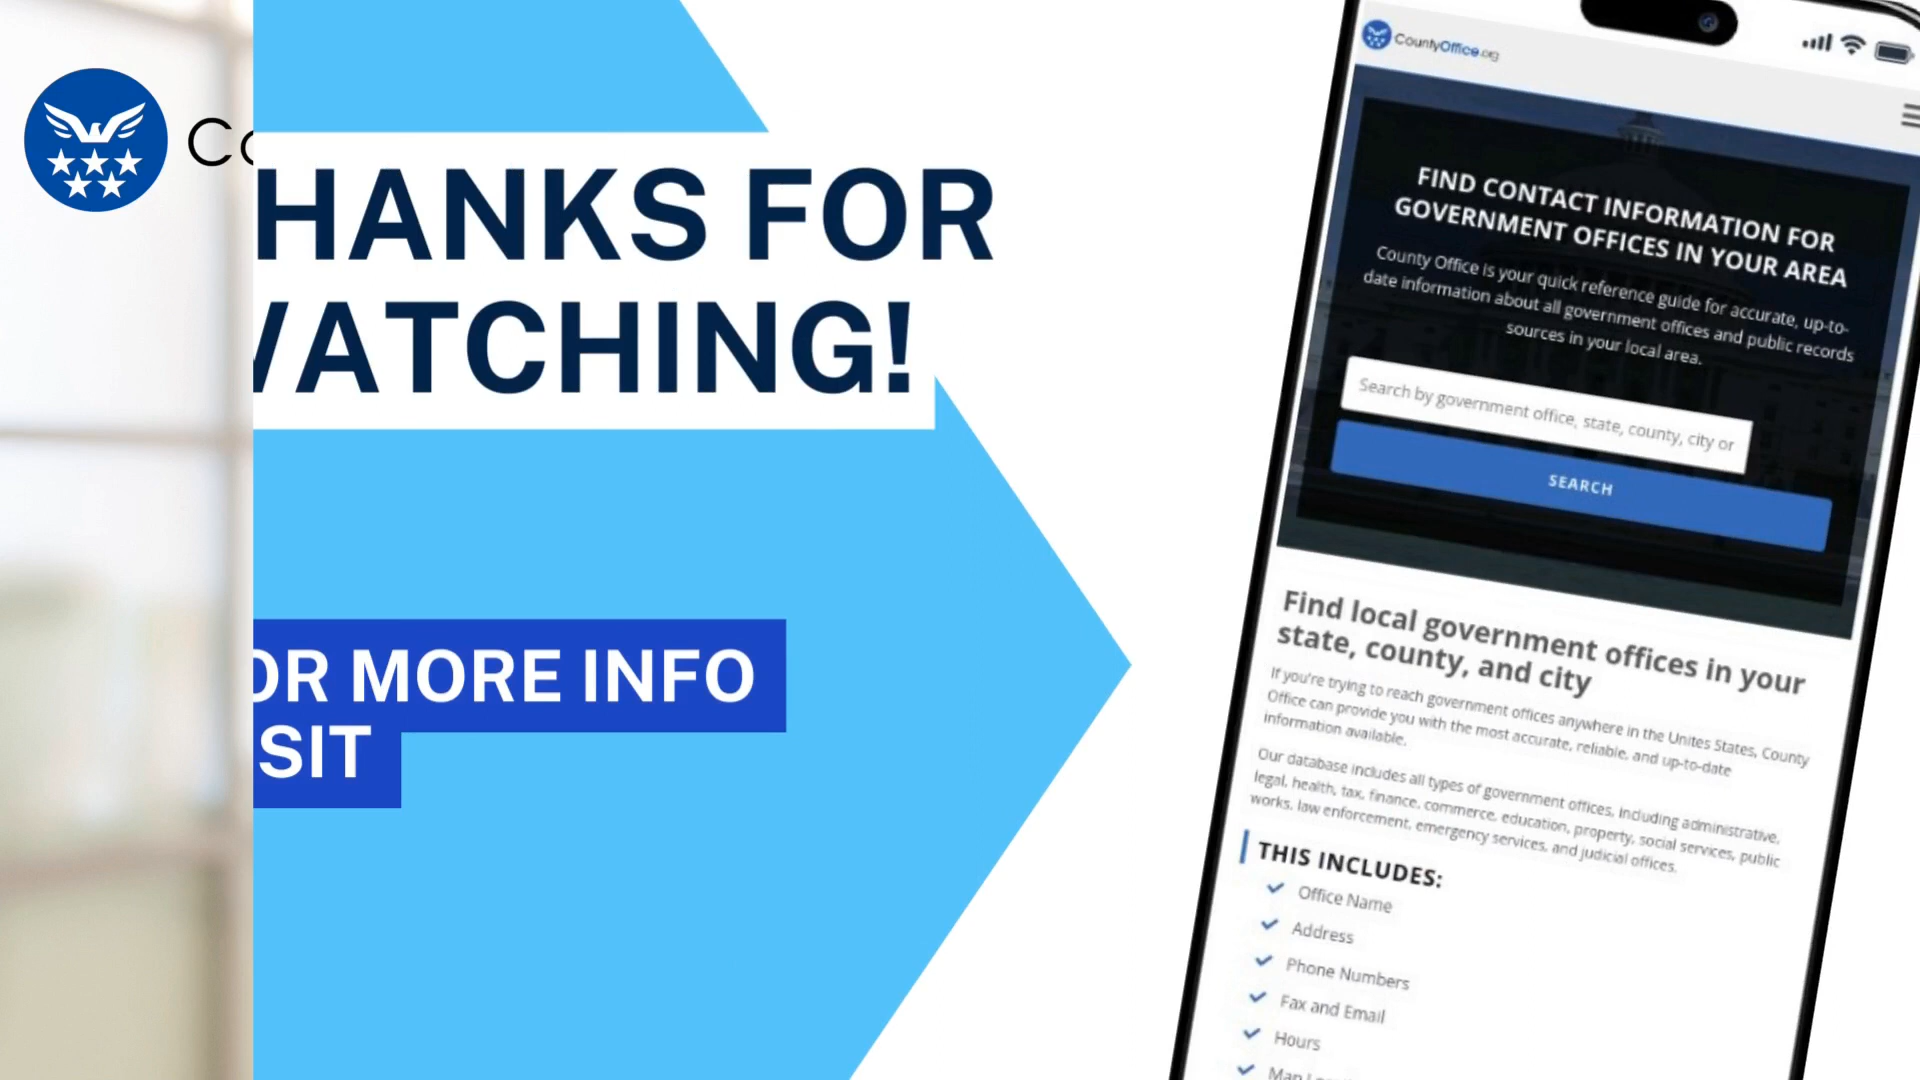 Co
HANKS FOR
WATCHING!
OR MORE INFO
SIT
CountyOffice.org
FIND CONTACT INFORMATION FOR
GOVERNMENT OFFICES IN YOUR AREA
County Office is your quick reference guide for accurate, up-to-
date information about all government offices and public records
sources in your local area.
Search by government office, state, county, city or
SEARCH
Find local government offices in your
state, county, and city
If you're trying to reach government offices anywhere in the Unites States, County
Office can provide you with the most accurate, reliable, and up-to-date
information available.
Our database includes all types of government offices, including administrative,
legal, health, tax, finance, commerce, education, property, social services, public
works, law enforcement, emergency services, and judicial offices.
THIS INCLUDES:
Office Name
Address
Phone Numbers
Fax and Email
Hours
Map